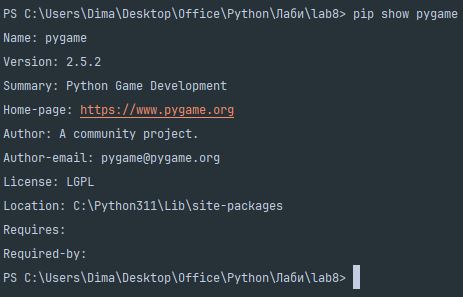 PS C:\Users\Dima\Desktop\Office\Python\Лаби\lab8> pip show pygame
Name: pygame
Version: 2.5.2
Summary: Python Game Development
Home-page: https://www.pygame.org
Author: A community project.
Author-email: pygame@pygame.org
License: LGPL
Location: C:\Python311\Lib\site-packages
Requires:
Required-by:
PS C:\Users\Dima\Desktop\Office\Python\Лаби\lab8>